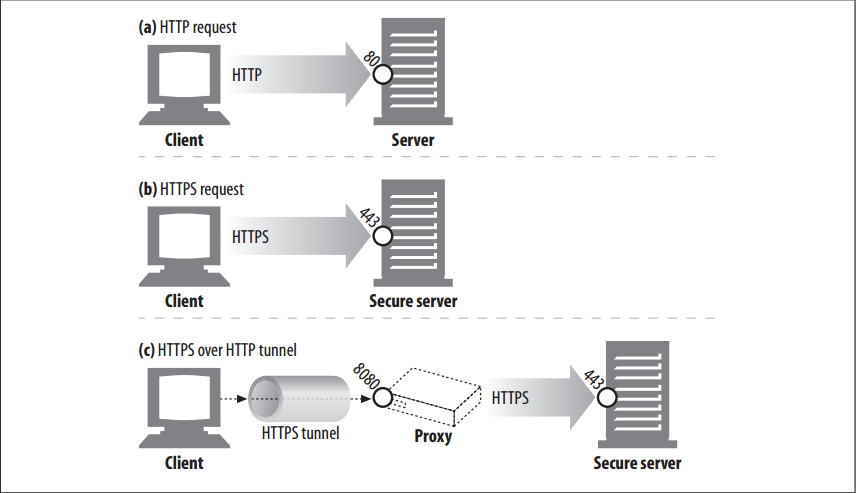 (a) HTTP request
80
HTTP
Client
Server
(b) HTTPS request
443
HTTPS
Client
Secure server
(c) HTTPS over HTTP tunnel
8080
443
HTTPS
HTTPS tunnel
Proxy
Client
Secure server